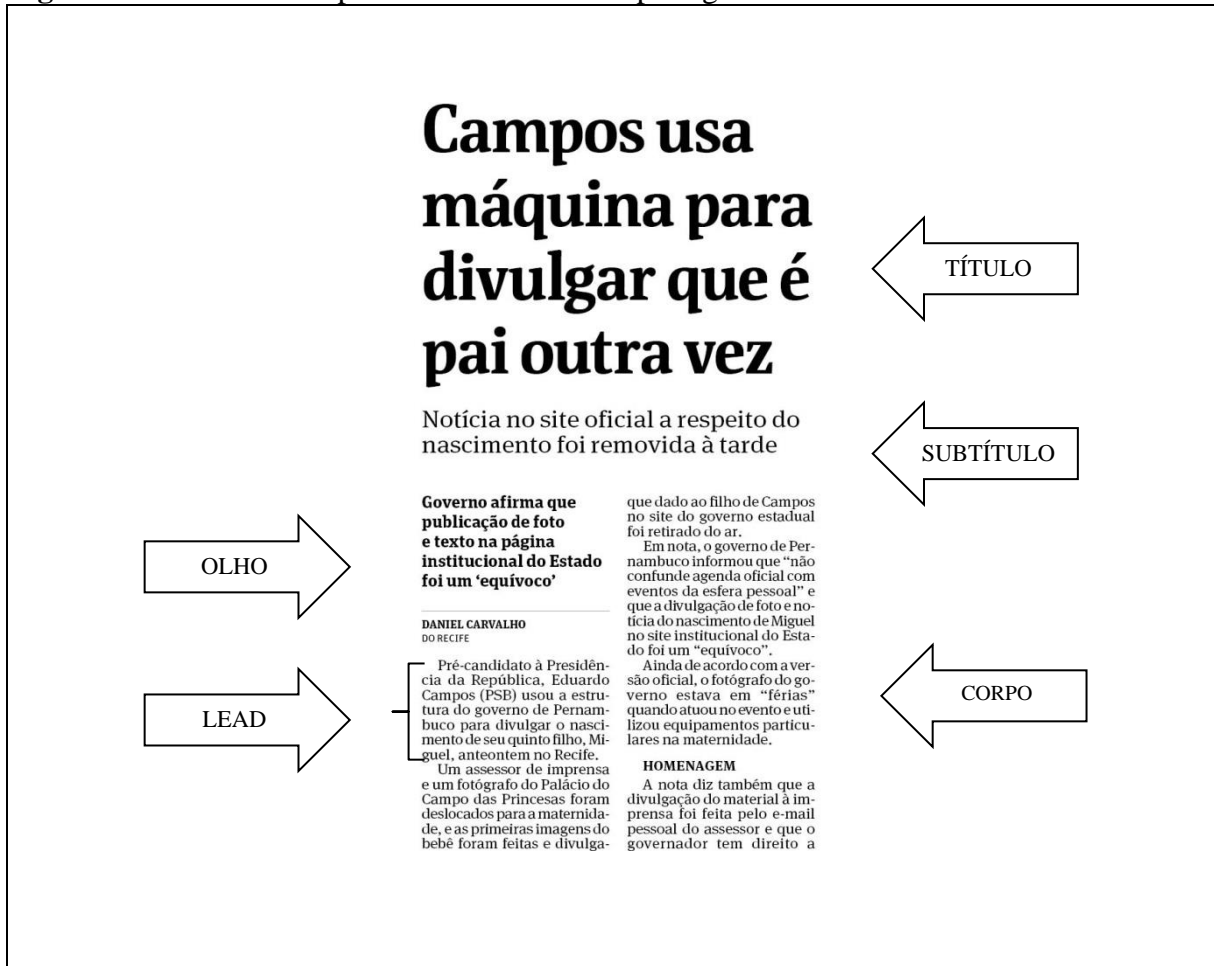 Campos usa
máquina para
divulgar que é
pai outra vez
TÍTULO
Notícia no site oficial a respeito do
nascimento foi removida à tarde
SUBTÍTULO
Governo afirma que
publicação de foto
e texto na página
institucional do Estado
foi um ‘equívoco’
OLHO
DANIEL CARVALHO
DO RECIFE
Pré-candidato à Presidên-
cia da República, Eduardo
Campos (PSB) usou a estru-
tura do governo de Pernam-
buco para divulgar o nasci-
mento de seu quinto filho, Mi-
guel, anteontem no Recife.
LEAD
Um assessor de imprensa
e um fotógrafo do Palácio do
Campo das Princesas foram
deslocados para a maternida-
de, e as primeiras imagens do
bebê foram feitas e divulga-
que dado ao filho de Campos
no site do governo estadual
foi retirado do ar.
Em nota, o governo de Per-
nambuco informou que “não
confunde agenda oficial com
eventos da esfera pessoal” e
que a divulgação de foto e no-
tícia do nascimento de Miguel
no site institucional do Esta-
do foi um “equívoco”.
Ainda de acordo com a ver-
são oficial, o fotógrafo do go-
verno estava em “férias”
quando atuou no evento e uti-
lizou equipamentos particu-
lares na maternidade.
CORPO
HOMENAGEM
A nota diz também que a
divulgação do material à im-
prensa foi feita pelo e-mail
pessoal do assessor e que o
governador tem direito a